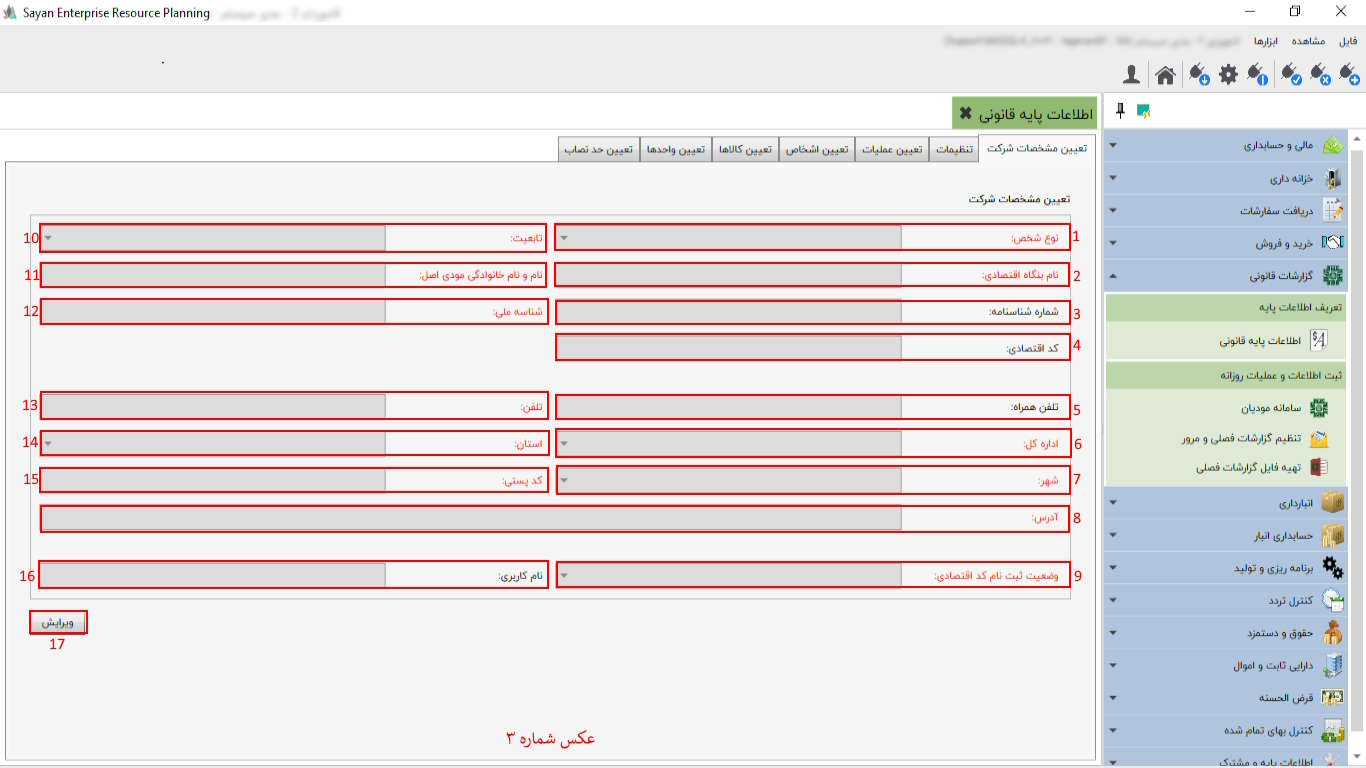 Sayan Enterprise Resource Planning
فایل مشاهده ابزارها
اطلاعات پایه قانونی
تعیین مشخصات شرکت تنظیمات تعیین عملیات تعیین اشخاص تعیین کالاها تعیین واحدها تعیین حد نصاب
تعیین مشخصات شرکت
1 نوع شخص:
10 تابعیت:
2 نام بنگاه اقتصادی:
11 نام و نام خانوادگی مودی اصل:
3 شماره شناسنامه:
12 شناسه ملی:
4 کد اقتصادی:
5 تلفن همراه:
13 تلفن:
6 اداره کل:
14 استان:
7 شهر:
15 کد پستی:
8 آدرس:
9 وضعیت ثبت نام کد اقتصادی:
16 نام کاربری:
ویرایش
17
عکس شماره ۳
مالی و حسابداری
خزانه داری
دریافت سفارشات
خرید و فروش
گزارشات قانونی
تعریف اطلاعات پایه
اطلاعات پایه قانونی
ثبت اطلاعات و عملیات روزانه
سامانه مودیان
تنظیم گزارشات فصلی و مرور
تهیه فایل گزارشات فصلی
انبارداری
حسابداری انبار
برنامه ریزی و تولید
کنترل تردد
حقوق و دستمزد
دارایی ثابت و اموال
قرض الحسنه
کنترل بهای تمام شده
اطلاعات پایه و مشترک